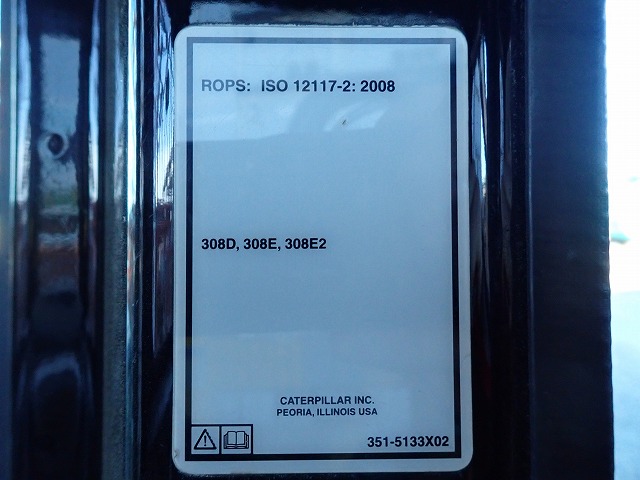 ROPS: ISO 12117-2: 2008
308D, 308E, 308E2
CATERPILLAR INC.
PEORIA, ILLINOIS USA
351-5133X02